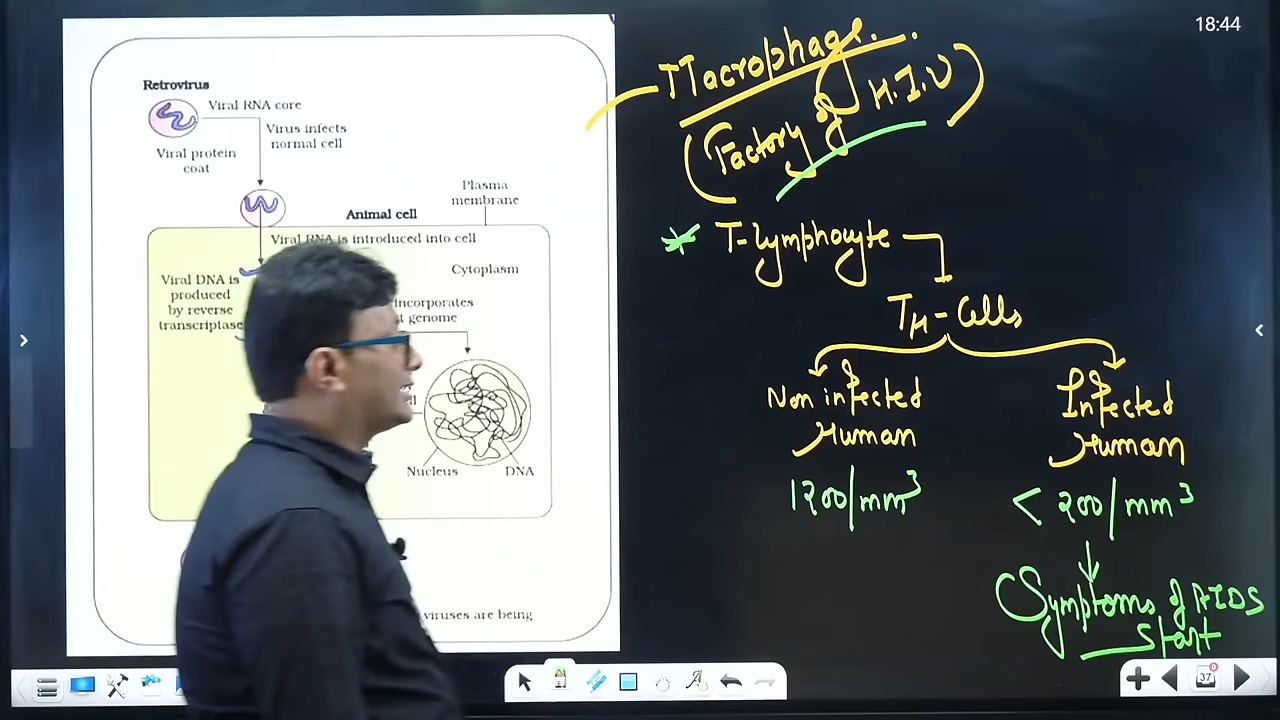 18:44
Retrovirus
Viral RNA core
Virus infects
normal cell
Viral protein
coat
Plasma
membrane
Animal cell
Viral RNA is introduced into cell
Viral DNA is
produced
by reverse
transcriptase
Cytoplasm
incorporates
genome
Nucleus
DNA
viruses are being
Macrophage
(Factory of H.I.V)
* T-lymphocyte
TH-Cells
Non infected
Human
1200/mm³
Infected
Human
< 200/mm³
Symptoms of AIDS
Start
37